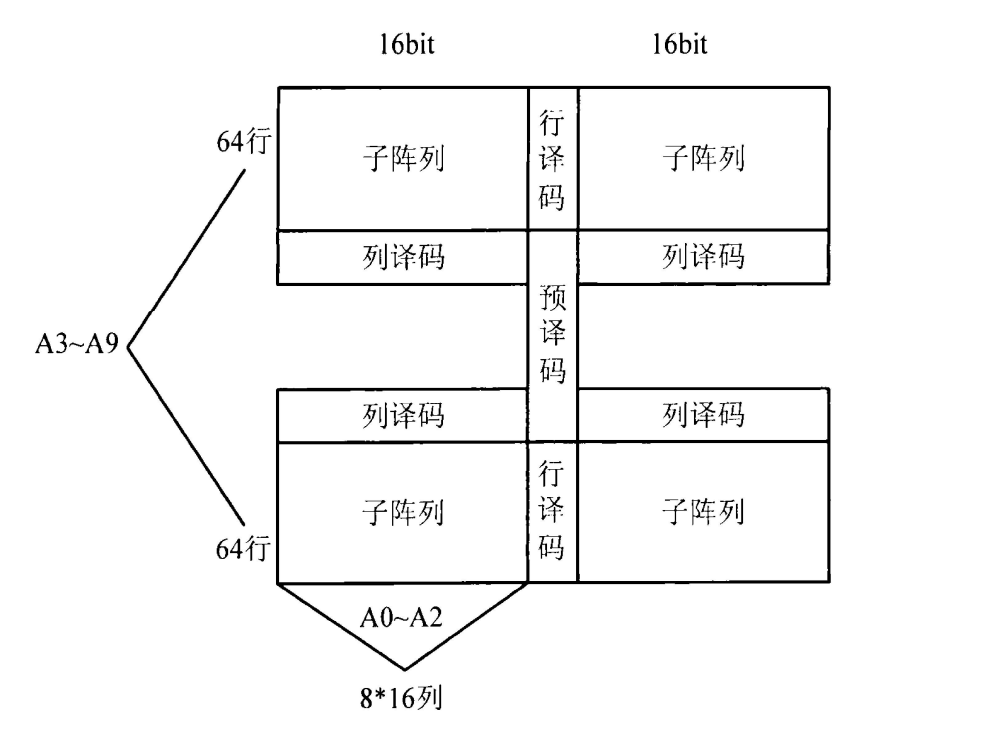 16bit 16bit
64行
子阵列 行译码 子阵列
列译码 列译码
预译码
A3~A9
列译码 列译码
子阵列 行译码 子阵列
64行
A0~A2
8*16列